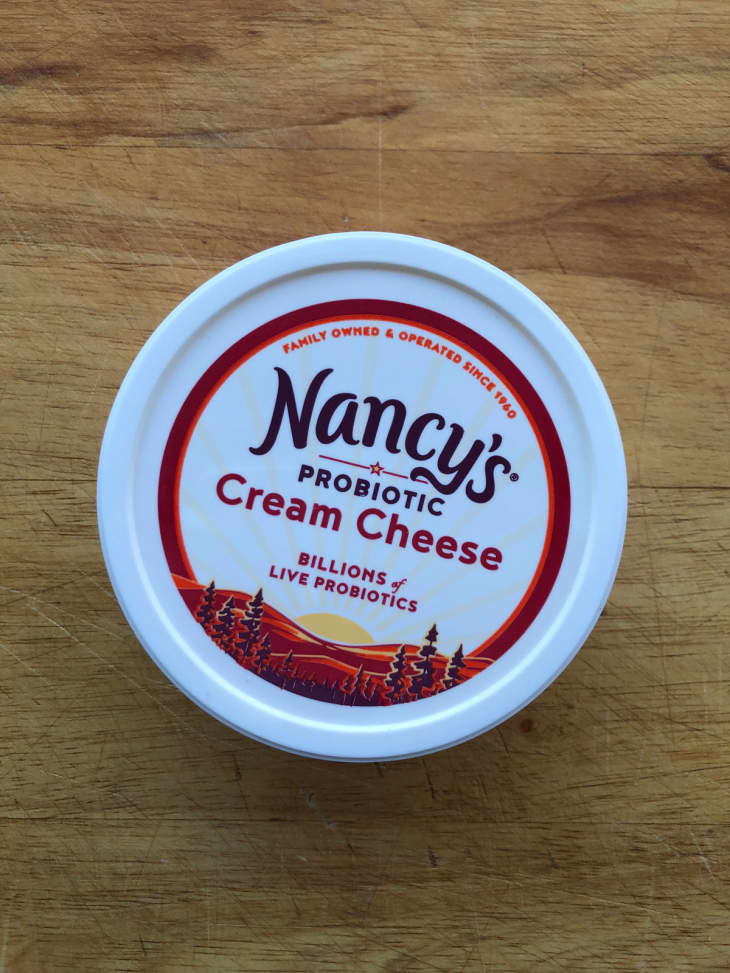 FAMILY OWNED & OPERATED SINCE 1960
Nancy's®
PROBIOTIC
Cream Cheese
BILLIONS of
LIVE PROBIOTICS